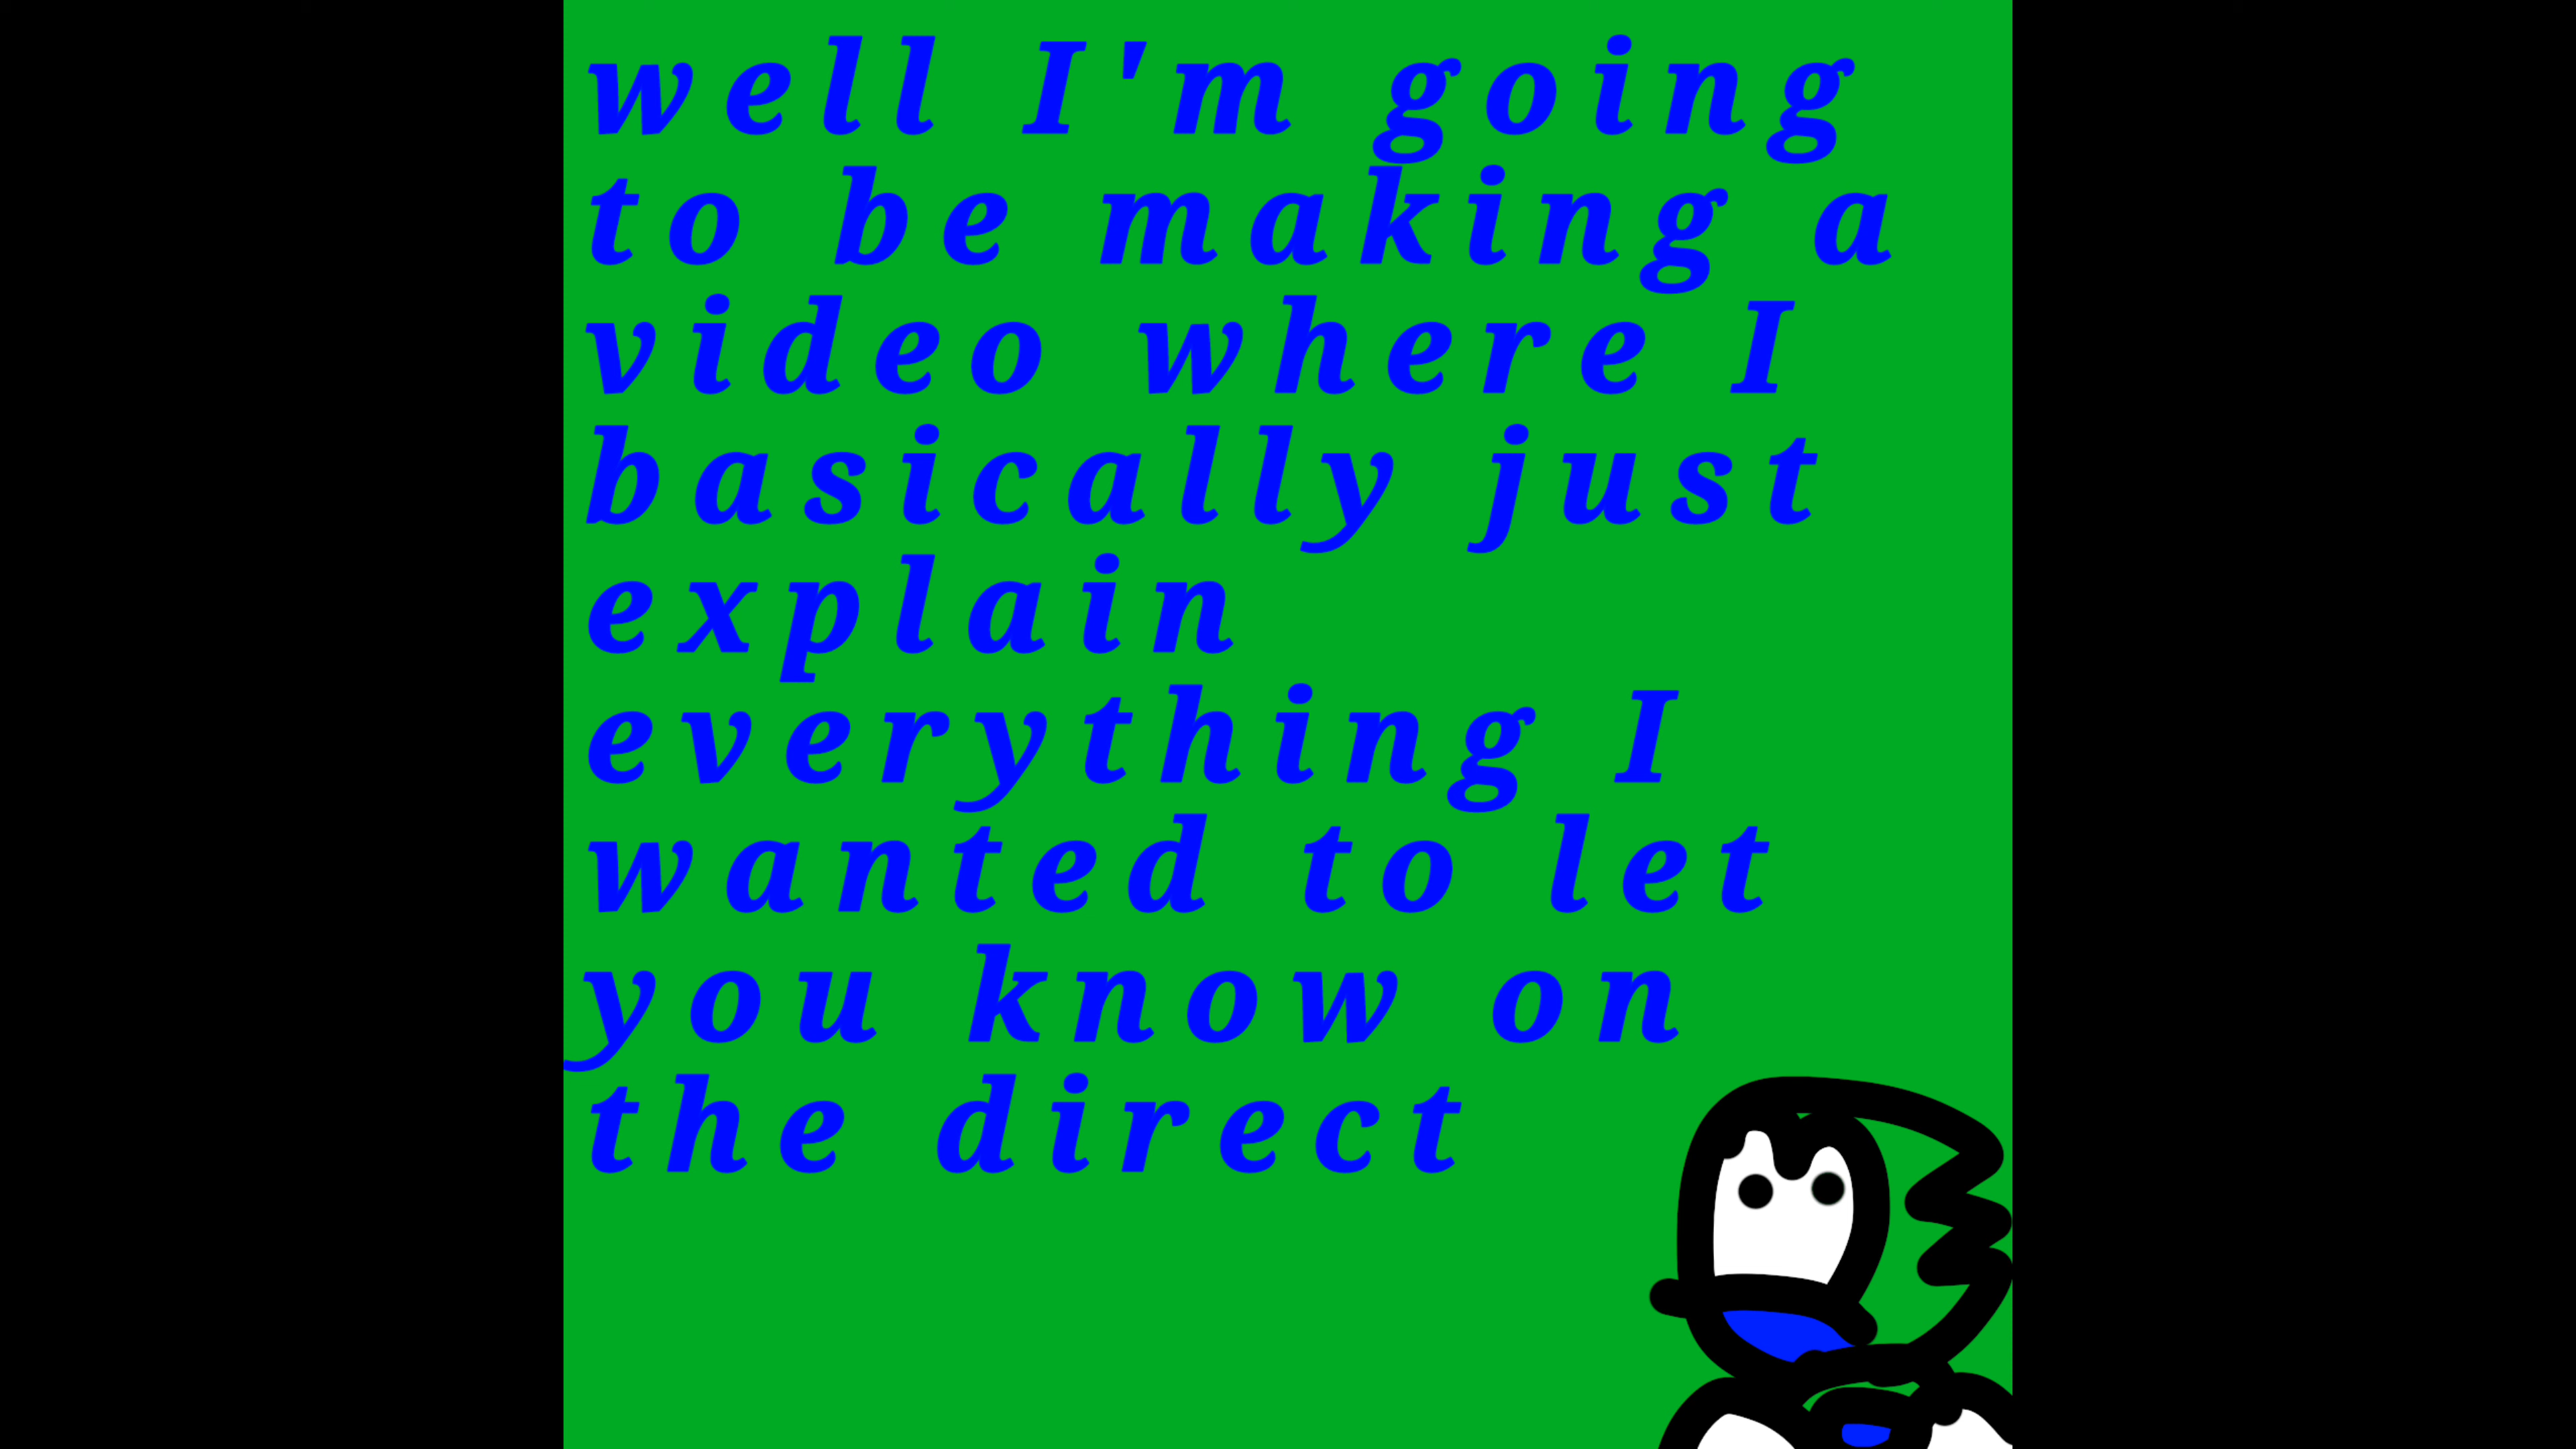 well I'm going
to be making a
video where I
basically just
explain
everything I
wanted to let
you know on
the direct